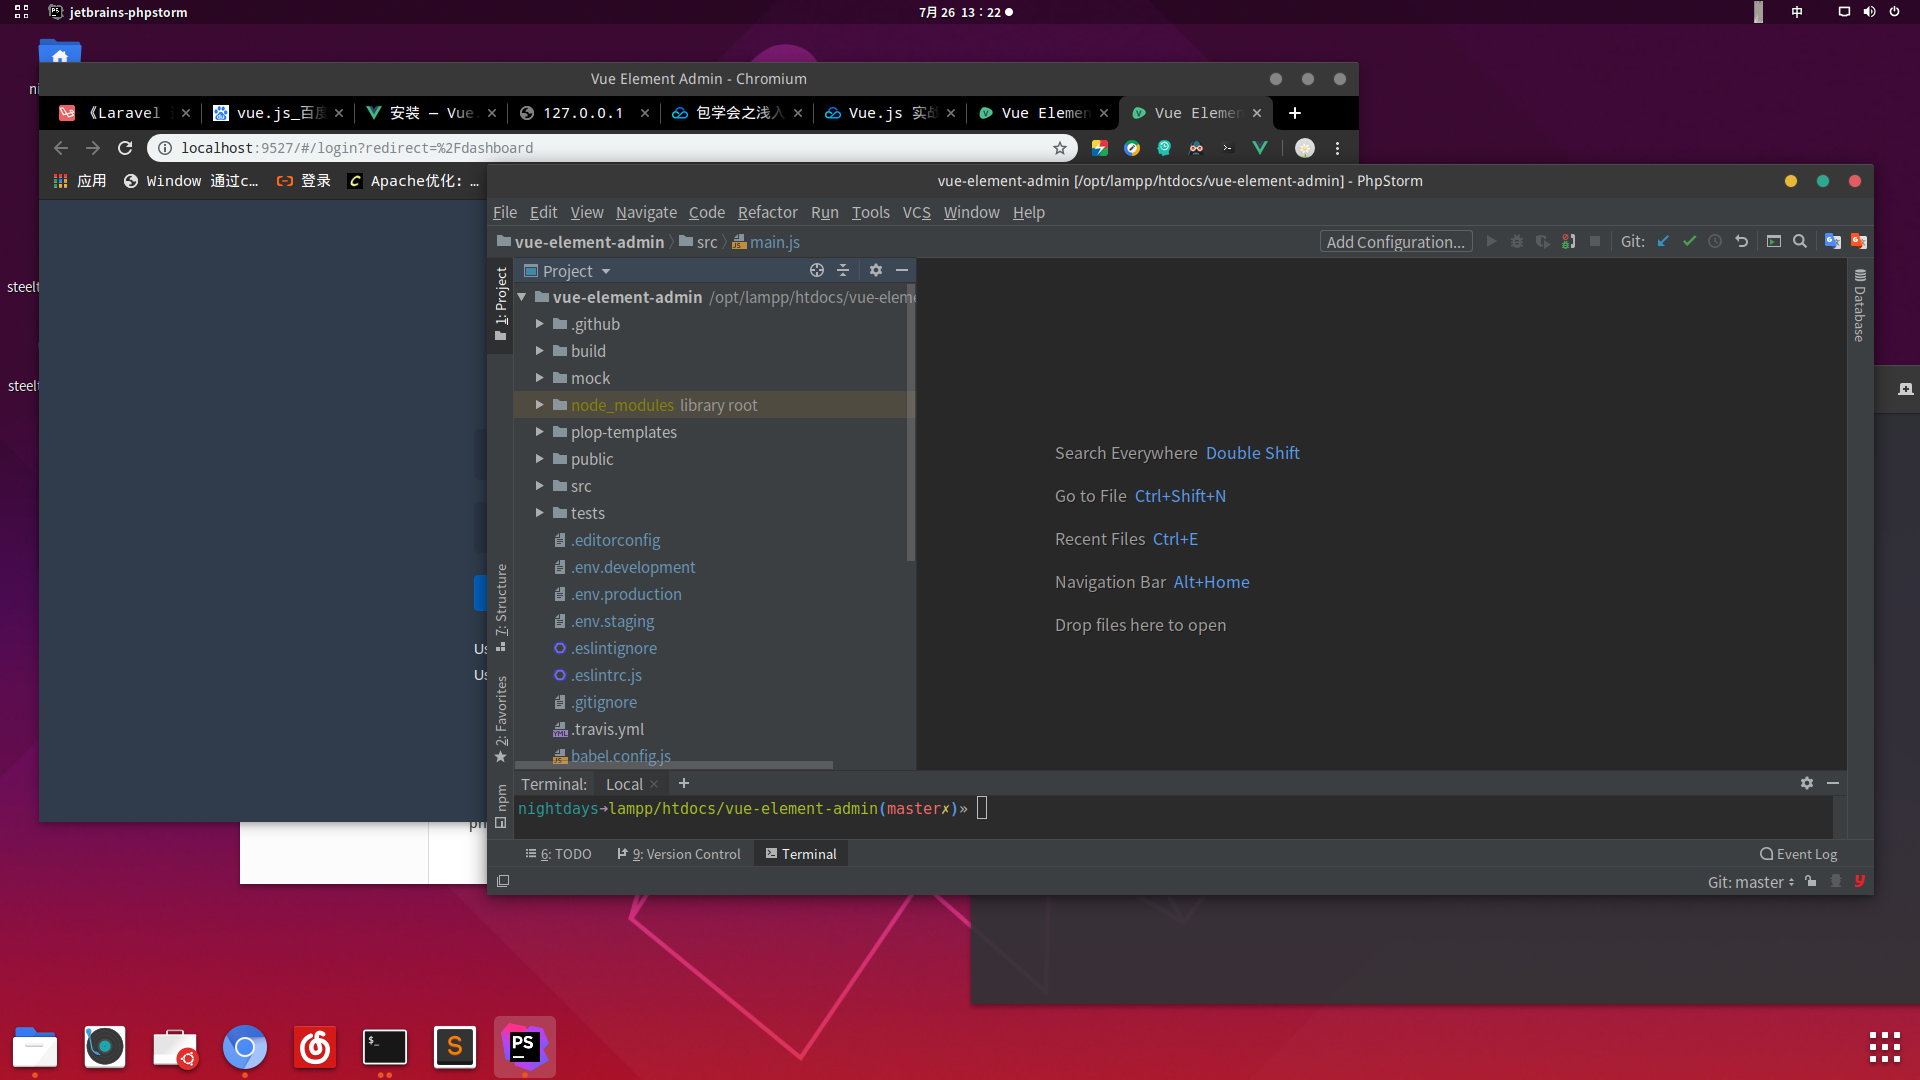 jetbrains-phpstorm
7月 26 13：22
中
ni
steelt
steelt
Vue Element Admin - Chromium
《Laravel
vue.js_百度
安装 — Vue.
127.0.0.1
包学会之浅入
Vue.js 实战
Vue Elemen
Vue Elemen
localhost:9527/#/login?redirect=%2Fdashboard
应用
Window 通过c…
登录
Apache优化: …
Us
Us
vue-element-admin [/opt/lampp/htdocs/vue-element-admin] - PhpStorm
File Edit View Navigate Code Refactor Run Tools VCS Window Help
vue-element-admin src main.js
Add Configuration...
Git:
1: Project
Project
vue-element-admin /opt/lampp/htdocs/vue-eleme
.github
build
mock
node_modules library root
plop-templates
public
src
tests
.editorconfig
.env.development
.env.production
.env.staging
.eslintignore
.eslintrc.js
.gitignore
.travis.yml
babel.config.js
7: Structure
2: Favorites
npm
Database
Search Everywhere Double Shift
Go to File Ctrl+Shift+N
Recent Files Ctrl+E
Navigation Bar Alt+Home
Drop files here to open
Terminal: Local
nightdays➜lampp/htdocs/vue-element-admin(master✗)»
6: TODO
9: Version Control
Terminal
Event Log
Git: master
$_
S
PS